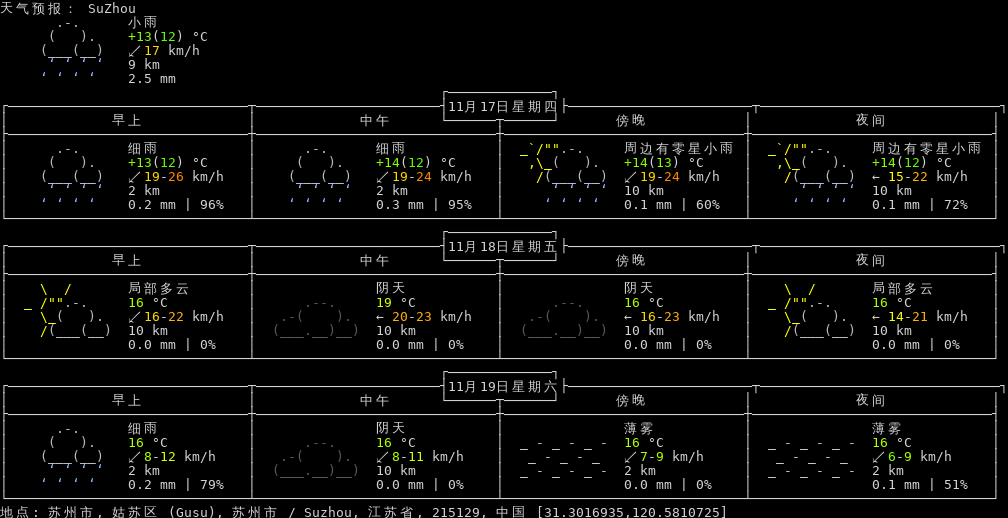 天气预报： SuZhou
小雨
+13(12) °C
↙17 km/h
9 km
2.5 mm
11月17日星期四
早上 中午 傍晚 夜间
细雨 细雨 周边有零星小雨 周边有零星小雨
+13(12) °C +14(12) °C +14(13) °C +14(12) °C
↙19-26 km/h ↙19-24 km/h ↙19-24 km/h ← 15-22 km/h
2 km 2 km 10 km 10 km
0.2 mm | 96% 0.3 mm | 95% 0.1 mm | 60% 0.1 mm | 72%
11月18日星期五
早上 中午 傍晚 夜间
局部多云 阴天 阴天 局部多云
16 °C 19 °C 16 °C 16 °C
↙16-22 km/h ← 20-23 km/h ← 16-23 km/h ← 14-21 km/h
10 km 10 km 10 km 10 km
0.0 mm | 0% 0.0 mm | 0% 0.0 mm | 0% 0.0 mm | 0%
11月19日星期六
早上 中午 傍晚 夜间
细雨 阴天 薄雾 薄雾
16 °C 16 °C 16 °C 16 °C
↙8-12 km/h ↙8-11 km/h ↙7-9 km/h ↙6-9 km/h
2 km 10 km 2 km 2 km
0.2 mm | 79% 0.0 mm | 0% 0.0 mm | 0% 0.1 mm | 51%
地点: 苏州市, 姑苏区 (Gusu), 苏州市 / Suzhou, 江苏省, 215129, 中国 [31.3016935,120.5810725]